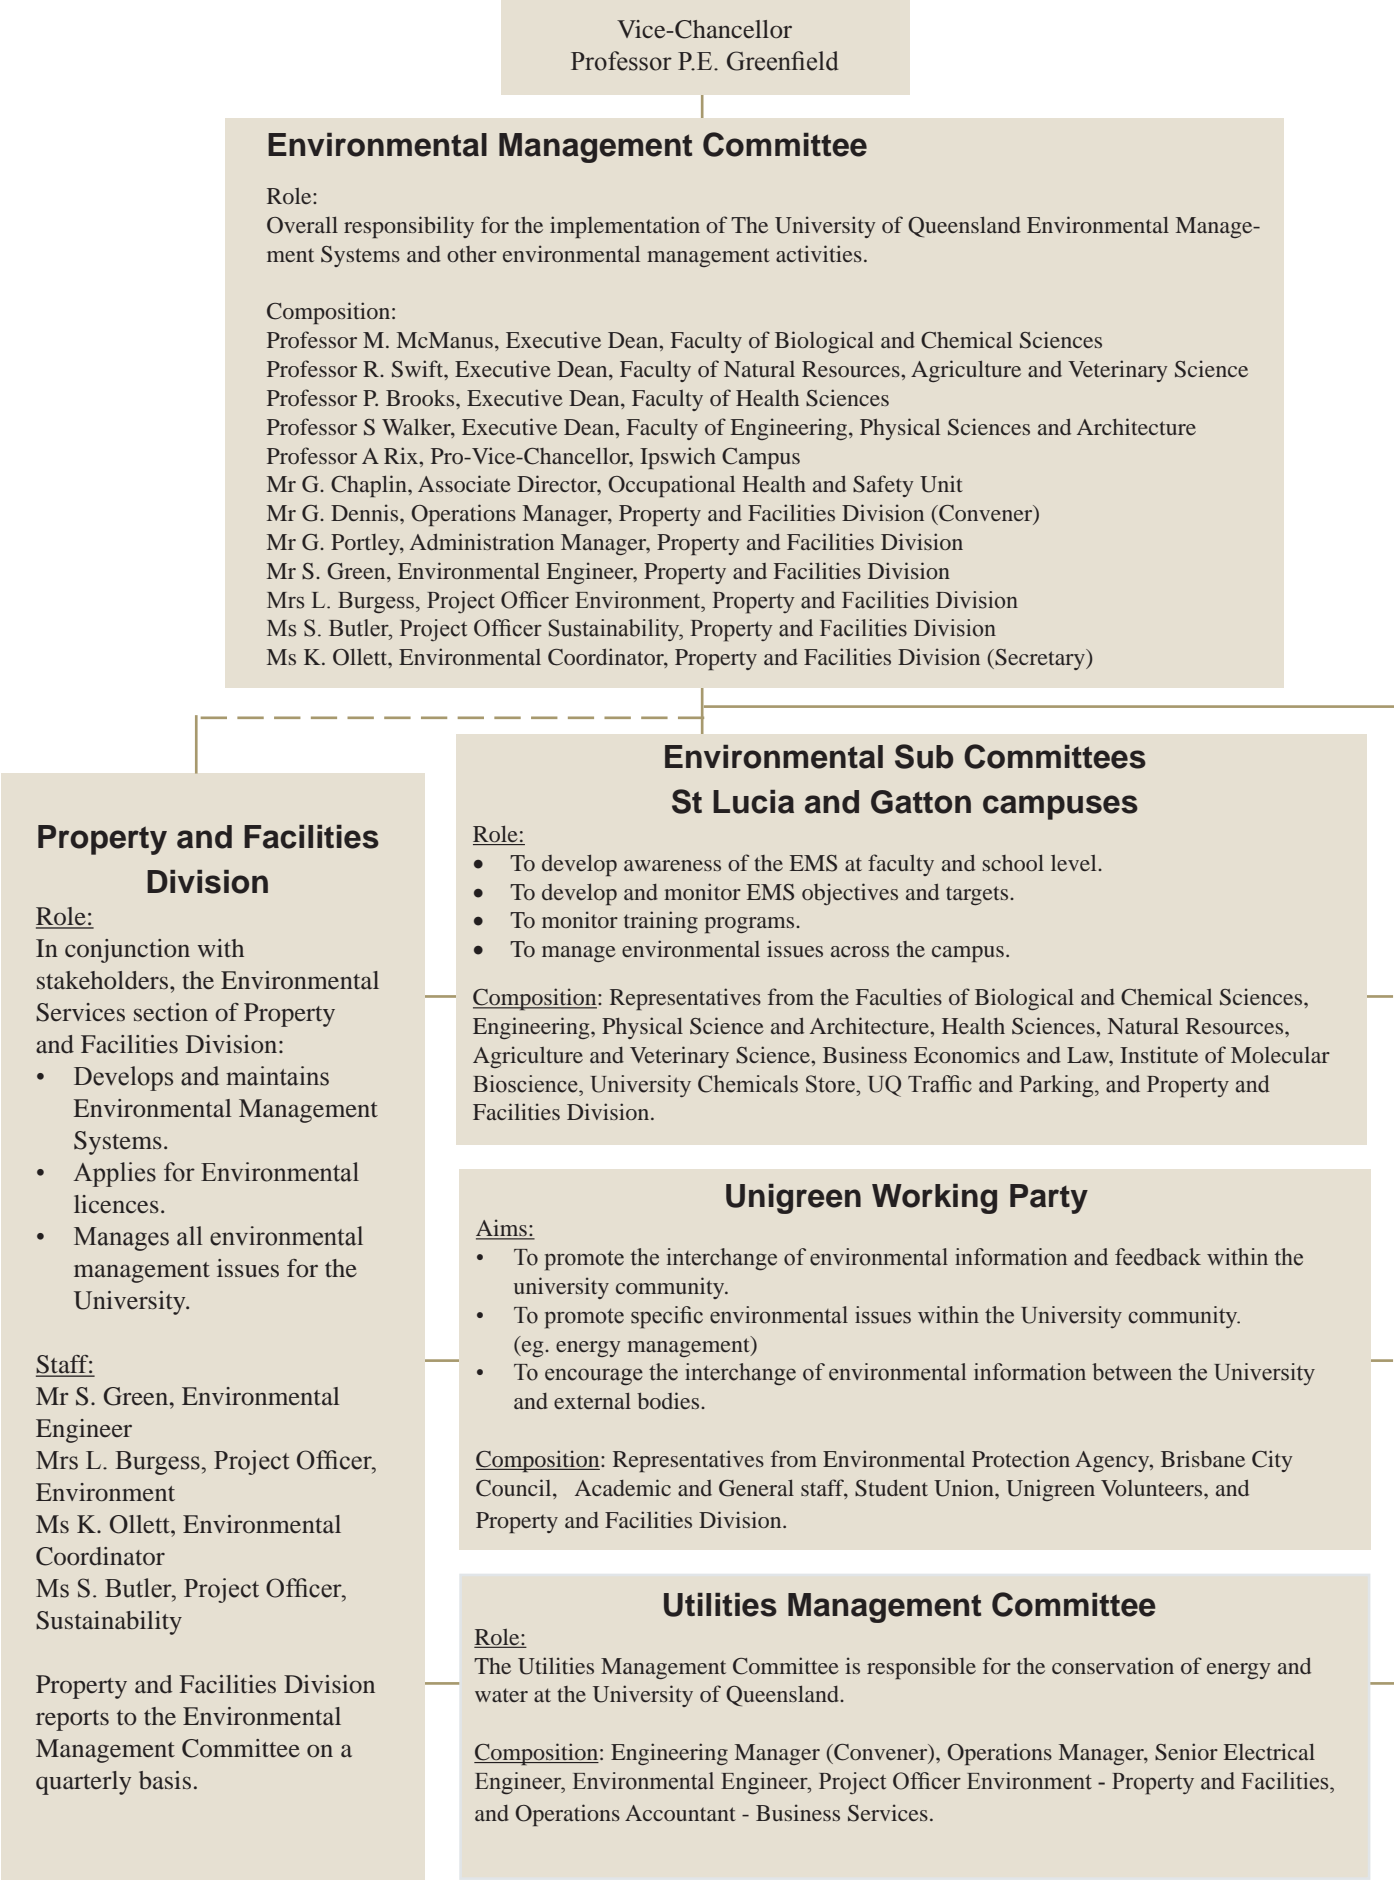 Vice-Chancellor
Professor P.E. Greenfield
Environmental Management Committee
Role:
Overall responsibility for the implementation of The University of Queensland Environmental Manage-
ment Systems and other environmental management activities.
Composition:
Professor M. McManus, Executive Dean, Faculty of Biological and Chemical Sciences
Professor R. Swift, Executive Dean, Faculty of Natural Resources, Agriculture and Veterinary Science
Professor P. Brooks, Executive Dean, Faculty of Health Sciences
Professor S Walker, Executive Dean, Faculty of Engineering, Physical Sciences and Architecture
Professor A Rix, Pro-Vice-Chancellor, Ipswich Campus
Mr G. Chaplin, Associate Director, Occupational Health and Safety Unit
Mr G. Dennis, Operations Manager, Property and Facilities Division (Convener)
Mr G. Portley, Administration Manager, Property and Facilities Division
Mr S. Green, Environmental Engineer, Property and Facilities Division
Mrs L. Burgess, Project Officer Environment, Property and Facilities Division
Ms S. Butler, Project Officer Sustainability, Property and Facilities Division
Ms K. Ollett, Environmental Coordinator, Property and Facilities Division (Secretary)
Property and Facilities
Division
Role:
In conjunction with
stakeholders, the Environmental
Services section of Property
and Facilities Division:
• Develops and maintains
Environmental Management
Systems.
• Applies for Environmental
licences.
• Manages all environmental
management issues for the
University.
Staff:
Mr S. Green, Environmental
Engineer
Mrs L. Burgess, Project Officer,
Environment
Ms K. Ollett, Environmental
Coordinator
Ms S. Butler, Project Officer,
Sustainability
Property and Facilities Division
reports to the Environmental
Management Committee on a
quarterly basis.
Environmental Sub Committees
St Lucia and Gatton campuses
Role:
• To develop awareness of the EMS at faculty and school level.
• To develop and monitor EMS objectives and targets.
• To monitor training programs.
• To manage environmental issues across the campus.
Composition: Representatives from the Faculties of Biological and Chemical Sciences,
Engineering, Physical Science and Architecture, Health Sciences, Natural Resources,
Agriculture and Veterinary Science, Business Economics and Law, Institute of Molecular
Bioscience, University Chemicals Store, UQ Traffic and Parking, and Property and
Facilities Division.
Unigreen Working Party
Aims:
• To promote the interchange of environmental information and feedback within the
university community.
• To promote specific environmental issues within the University community.
(eg. energy management)
• To encourage the interchange of environmental information between the University
and external bodies.
Composition: Representatives from Environmental Protection Agency, Brisbane City
Council, Academic and General staff, Student Union, Unigreen Volunteers, and
Property and Facilities Division.
Utilities Management Committee
Role:
The Utilities Management Committee is responsible for the conservation of energy and
water at the University of Queensland.
Composition: Engineering Manager (Convener), Operations Manager, Senior Electrical
Engineer, Environmental Engineer, Project Officer Environment - Property and Facilities,
and Operations Accountant - Business Services.